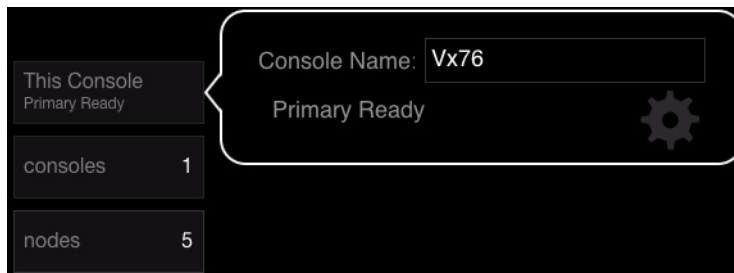 This Console
Primary Ready
consoles 1
nodes 5
Console Name: Vx76
Primary Ready